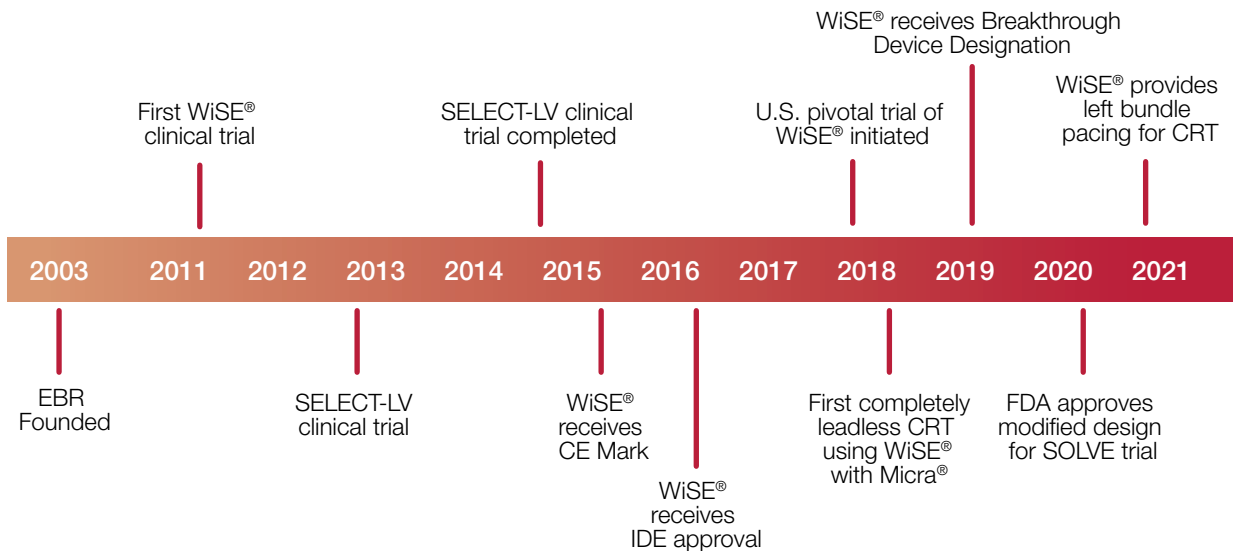 WiSE® receives Breakthrough
Device Designation
First WiSE®
clinical trial
SELECT-LV clinical
trial completed
U.S. pivotal trial of
WiSE® initiated
WiSE® provides
left bundle
pacing for CRT
2003 2011 2012 2013 2014 2015 2016 2017 2018 2019 2020 2021
EBR
Founded
SELECT-LV
clinical trial
WiSE®
receives
CE Mark
WiSE®
receives
IDE approval
First completely
leadless CRT
using WiSE®
with Micra®
FDA approves
modified design
for SOLVE trial